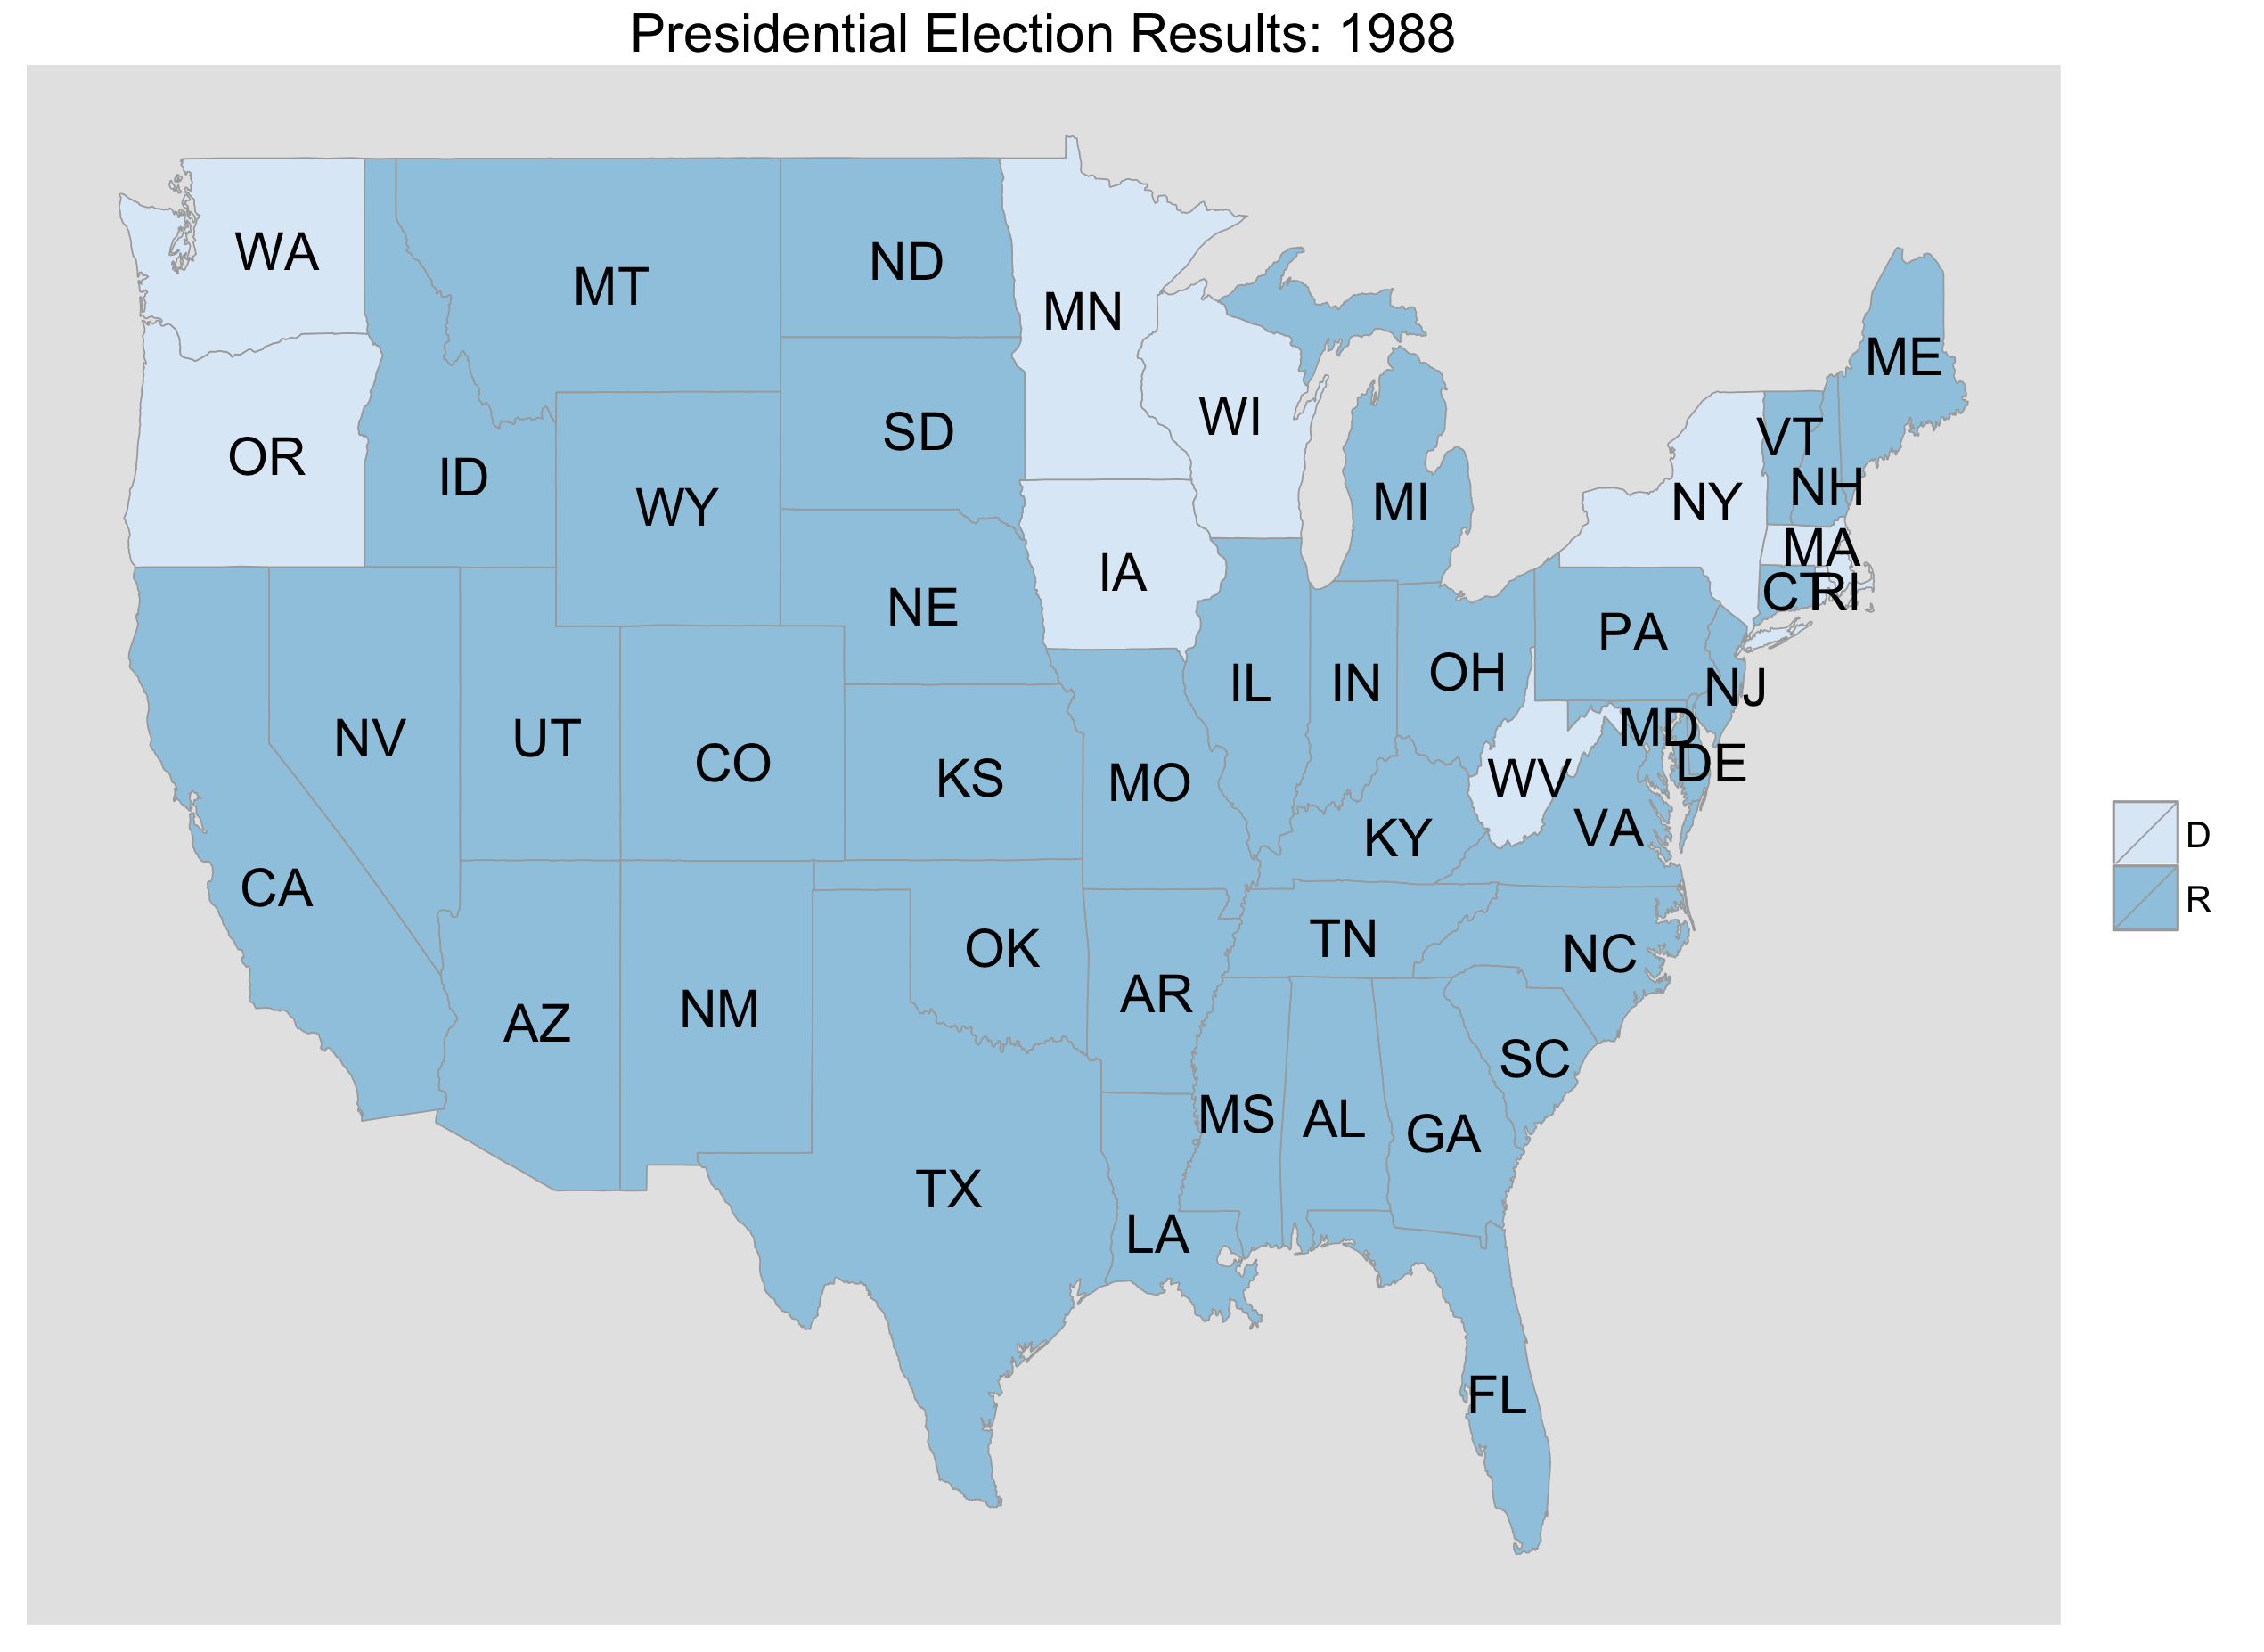 Presidential Election Results: 1988
WA
MT
ND
MN
ME
OR
ID
SD
WI
VT
WY
MI
NY
NH
IA
MA
NE
CT
RI
PA
NV
UT
CO
KS
MO
IL
IN
OH
NJ
MD
DE
WV
VA
D
KY
CA
R
OK
TN
NC
AZ
NM
AR
SC
MS
AL
GA
TX
LA
FL